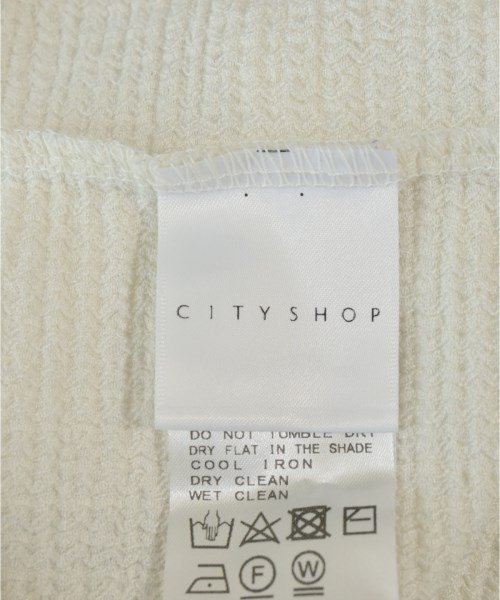 CITYSHOP
DO NOT TUMBLE DRY
DRY FLAT IN THE SHADE
COOL IRON
DRY CLEAN
WET CLEAN
F W